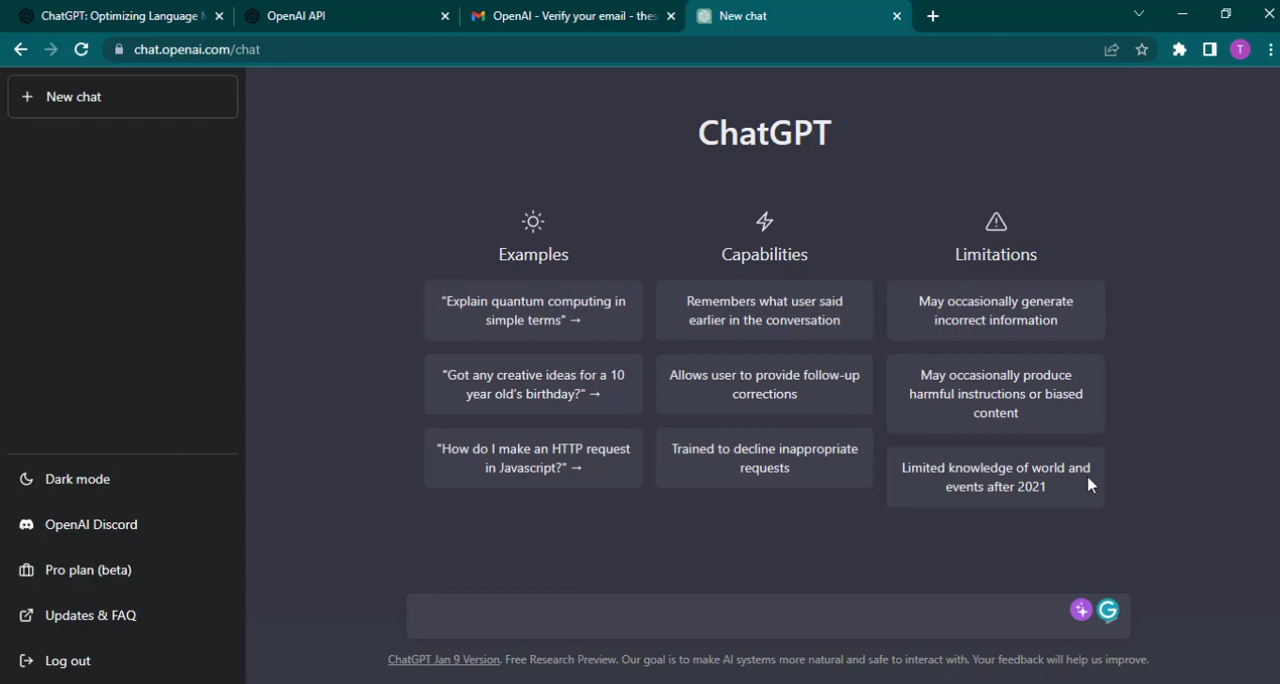 ChatGPT: Optimizing Language
OpenAI API
OpenAI - Verify your email - thes
New chat
chat.openai.com/chat
T
New chat
ChatGPT
Examples
Capabilities
Limitations
"Explain quantum computing in
simple terms" →
Remembers what user said
earlier in the conversation
May occasionally generate
incorrect information
"Got any creative ideas for a 10
year old's birthday?" →
Allows user to provide follow-up
corrections
May occasionally produce
harmful instructions or biased
content
"How do I make an HTTP request
in Javascript?" →
Trained to decline inappropriate
requests
Limited knowledge of world and
events after 2021
Dark mode
OpenAI Discord
Pro plan (beta)
Updates & FAQ
Log out
G
ChatGPT Jan 9 Version. Free Research Preview. Our goal is to make AI systems more natural and safe to interact with. Your feedback will help us improve.